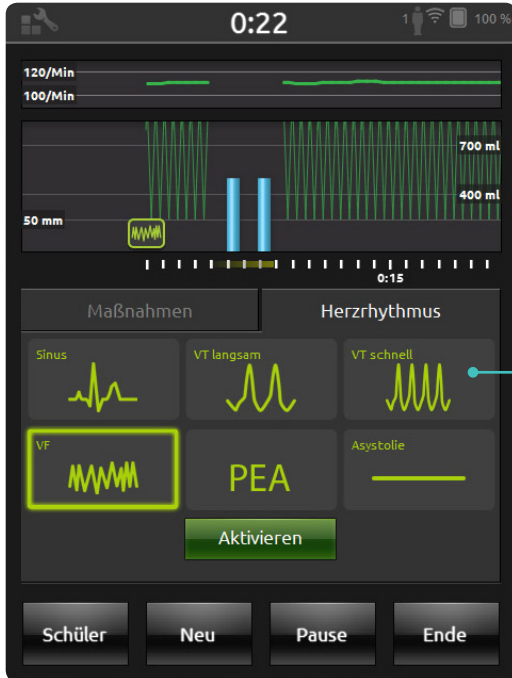 0:22
1
100 %
120/Min
100/Min
700 ml
400 ml
50 mm
0:15
Maßnahmen
Herzrhythmus
Sinus
VT langsam
VT schnell
VF
PEA
Asystolie
Aktivieren
Schüler
Neu
Pause
Ende